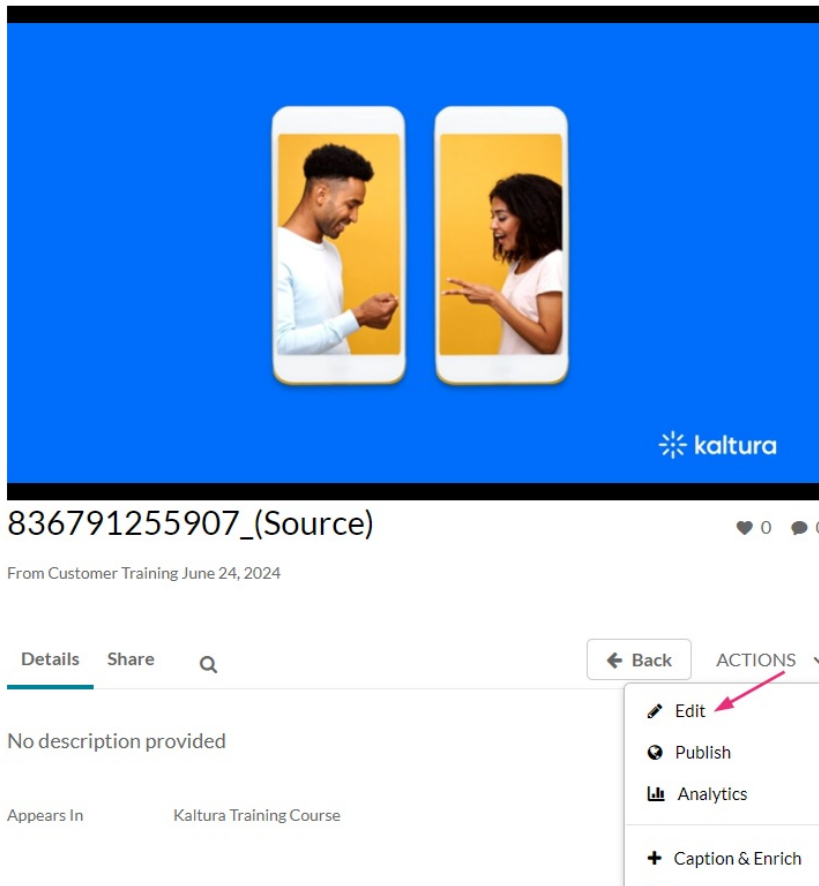 kaltura
836791255907_(Source)
0
From Customer Training June 24, 2024
Details Share
Back ACTIONS
Edit
No description provided
Publish
Analytics
Appears In Kaltura Training Course
Caption & Enrich